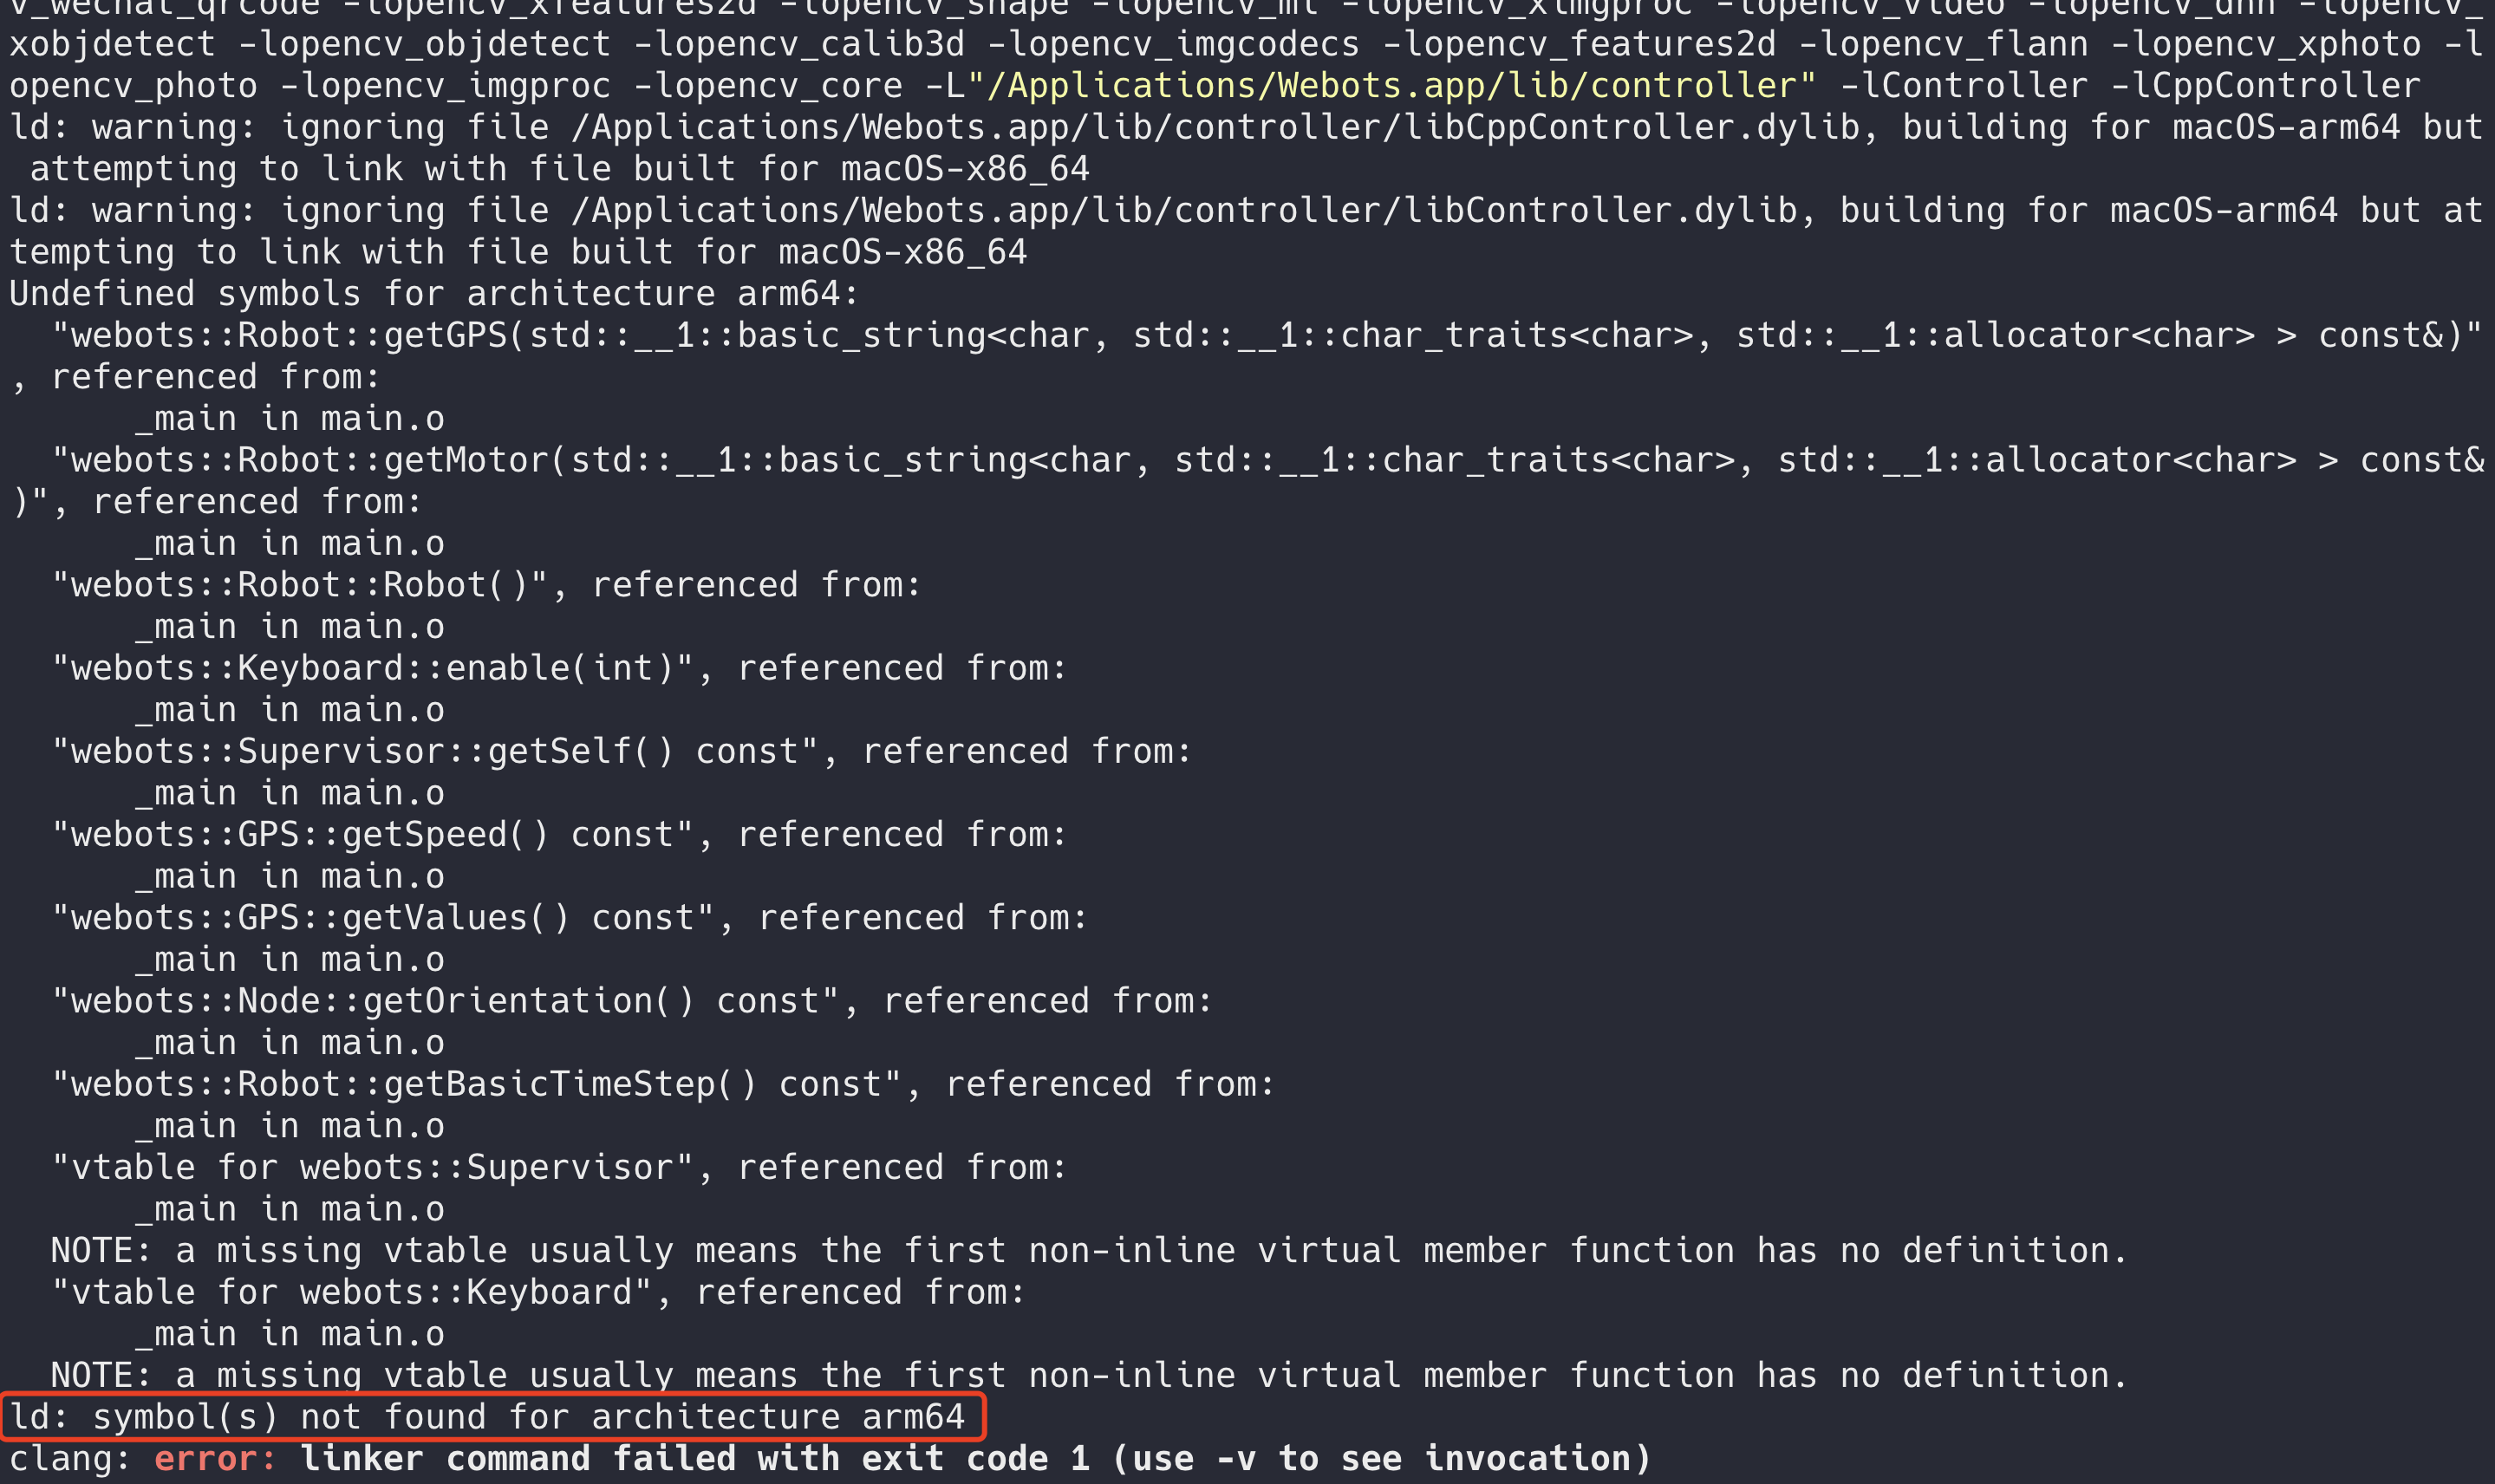 v_wechat_qrcode -lopencv_xfeatures2d -lopencv_shape -lopencv_ml -lopencv_ximgproc -lopencv_video -lopencv_dnn -lopencv_
xobjdetect -lopencv_objdetect -lopencv_calib3d -lopencv_imgcodecs -lopencv_features2d -lopencv_flann -lopencv_xphoto -l
opencv_photo -lopencv_imgproc -lopencv_core -L"/Applications/Webots.app/lib/controller" -lController -lCppController
ld: warning: ignoring file /Applications/Webots.app/lib/controller/libCppController.dylib, building for macOS-arm64 but
 attempting to link with file built for macOS-x86_64
ld: warning: ignoring file /Applications/Webots.app/lib/controller/libController.dylib, building for macOS-arm64 but at
tempting to link with file built for macOS-x86_64
Undefined symbols for architecture arm64:
  "webots::Robot::getGPS(std::__1::basic_string<char, std::__1::char_traits<char>, std::__1::allocator<char> > const&)"
, referenced from:
      _main in main.o
  "webots::Robot::getMotor(std::__1::basic_string<char, std::__1::char_traits<char>, std::__1::allocator<char> > const&
)", referenced from:
      _main in main.o
  "webots::Robot::Robot()", referenced from:
      _main in main.o
  "webots::Keyboard::enable(int)", referenced from:
      _main in main.o
  "webots::Supervisor::getSelf() const", referenced from:
      _main in main.o
  "webots::GPS::getSpeed() const", referenced from:
      _main in main.o
  "webots::GPS::getValues() const", referenced from:
      _main in main.o
  "webots::Node::getOrientation() const", referenced from:
      _main in main.o
  "webots::Robot::getBasicTimeStep() const", referenced from:
      _main in main.o
  "vtable for webots::Supervisor", referenced from:
      _main in main.o
  NOTE: a missing vtable usually means the first non-inline virtual member function has no definition.
  "vtable for webots::Keyboard", referenced from:
      _main in main.o
  NOTE: a missing vtable usually means the first non-inline virtual member function has no definition.
ld: symbol(s) not found for architecture arm64
clang: error: linker command failed with exit code 1 (use -v to see invocation)